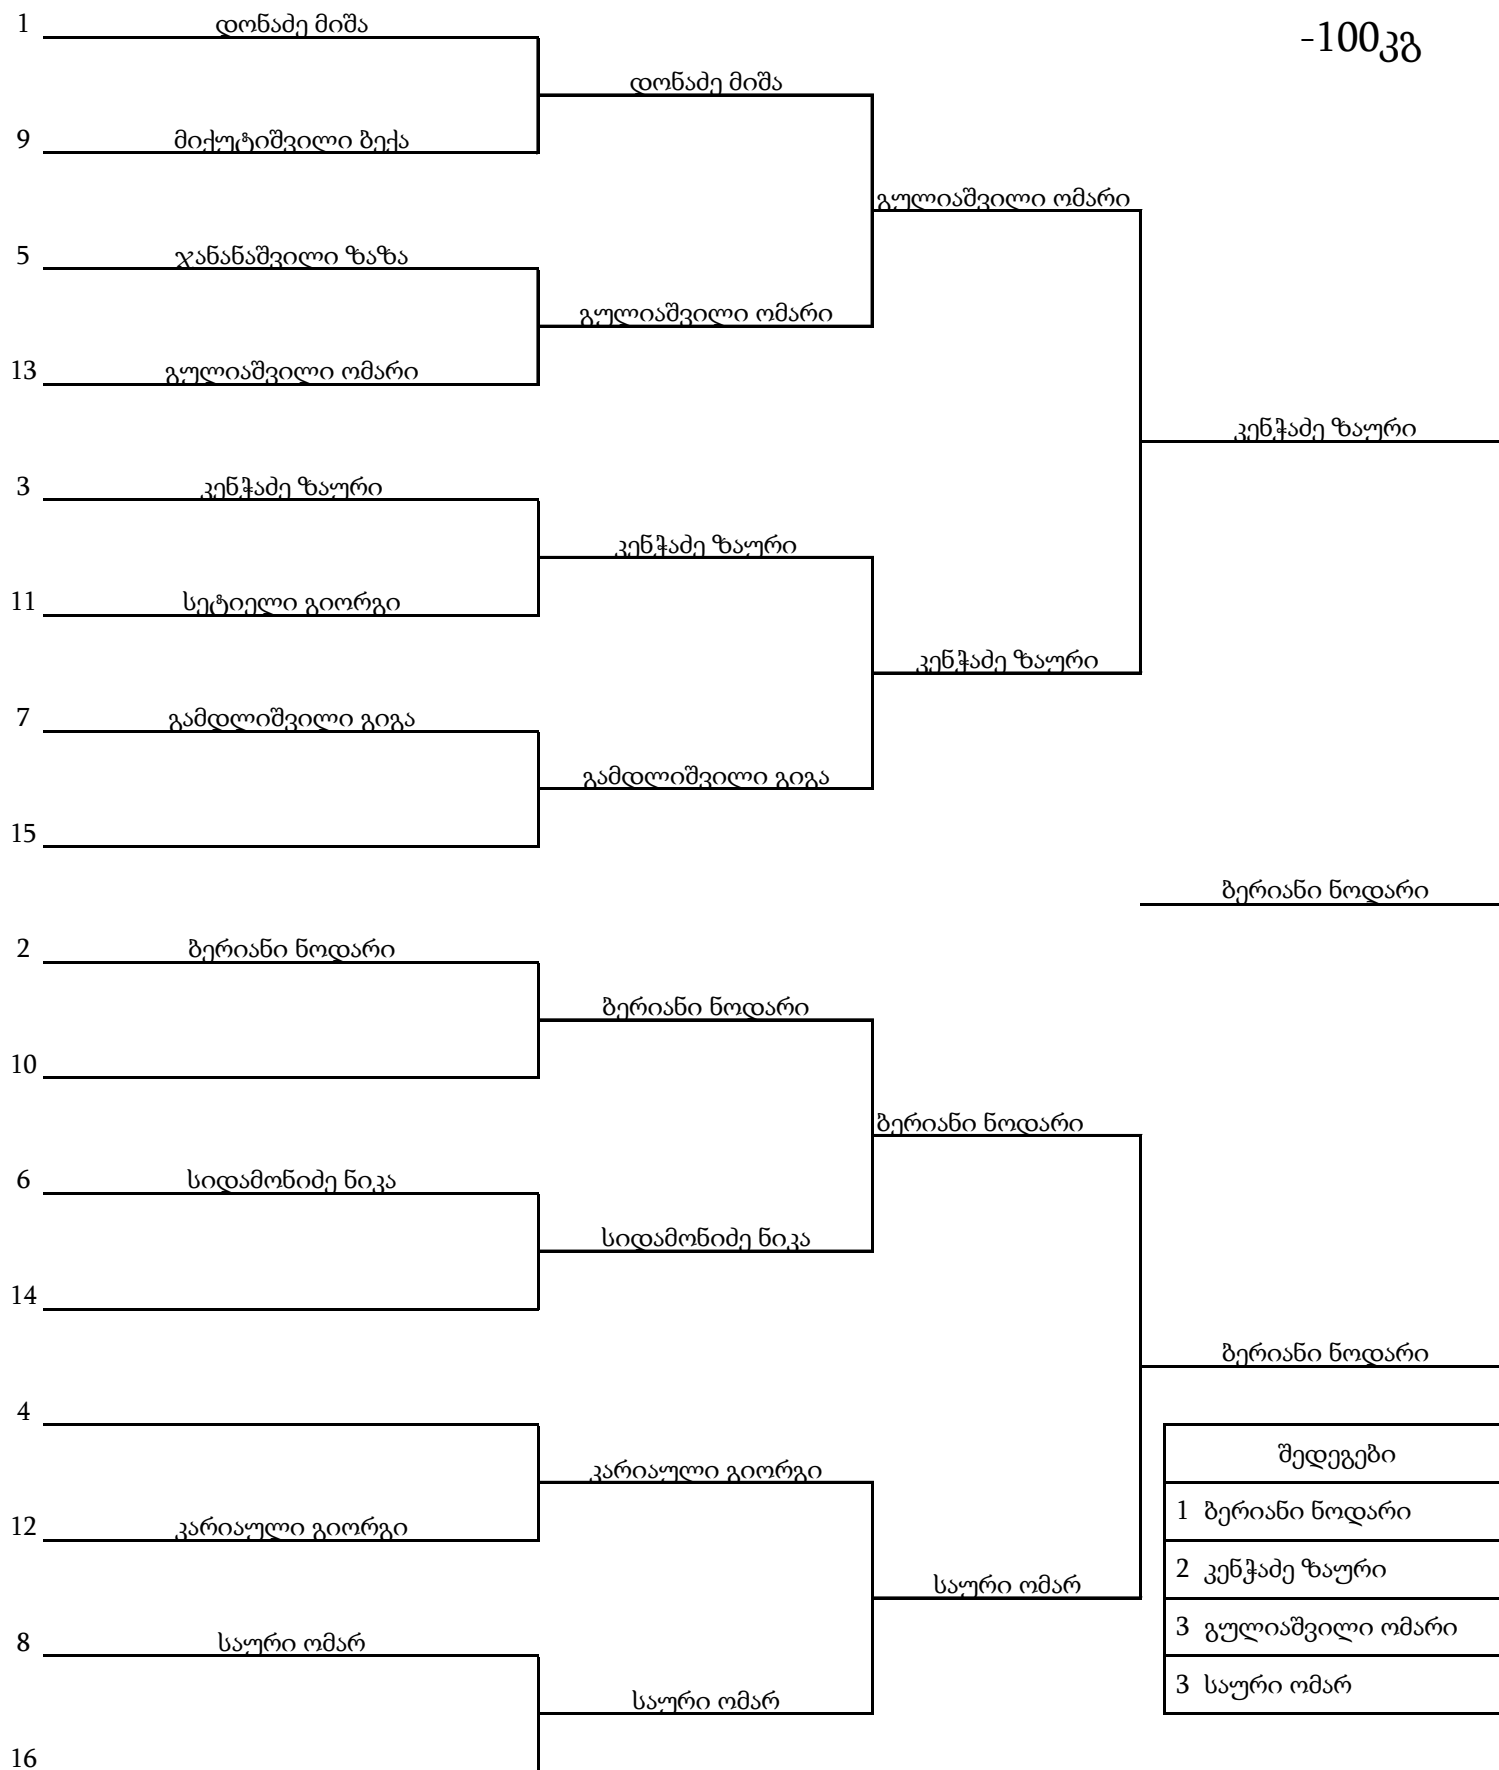 1 დონაძე მიშა
-100კგ
დონაძე მიშა
9 მიქუტიშვილი ბექა
გულიაშვილი ომარი
5 ჯანანაშვილი ზაზა
გულიაშვილი ომარი
13 გულიაშვილი ომარი
კენჭაძე ზაური
3 კენჭაძე ზაური
კენჭაძე ზაური
11 სეტიელი გიორგი
კენჭაძე ზაური
7 გამდლიშვილი გიგა
გამდლიშვილი გიგა
15
ბერიანი ნოდარი
2 ბერიანი ნოდარი
ბერიანი ნოდარი
10
ბერიანი ნოდარი
6 სიდამონიძე ნიკა
სიდამონიძე ნიკა
14
ბერიანი ნოდარი
4
შედეგები
კარიაული გიორგი
1 ბერიანი ნოდარი
12 კარიაული გიორგი
2 კენჭაძე ზაური
საური ომარ
3 გულიაშვილი ომარი
8 საური ომარ
3 საური ომარ
საური ომარ
16